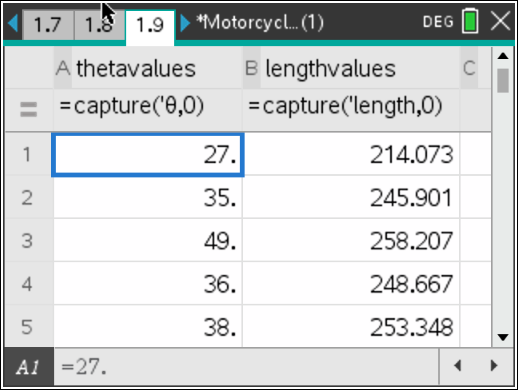 1.7 1.8 1.9 *Motorcycl...(1) DEG
A thetavalues B lengthvalues C
= =capture('θ,0) =capture('length,0)
1 27. 214.073
2 35. 245.901
3 49. 258.207
4 36. 248.667
5 38. 253.348
A1 =27.